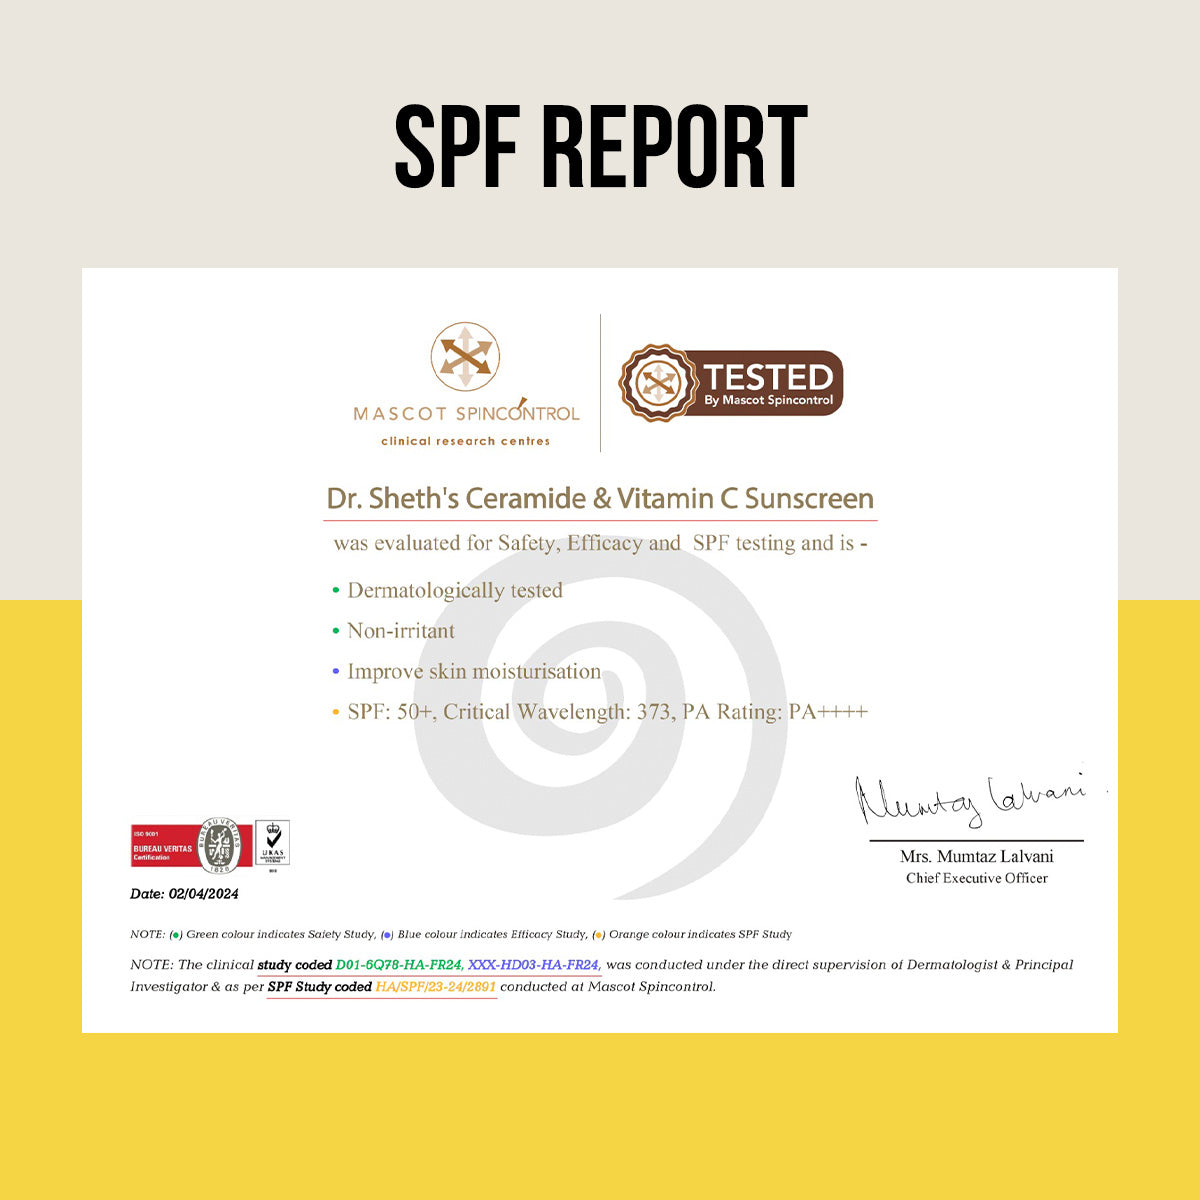 SPF REPORT
MASCOT SPINCONTROL
clinical research centres
TESTED
By Mascot Spincontrol
Dr. Sheth's Ceramide & Vitamin C Sunscreen
was evaluated for Safety, Efficacy and SPF testing and is -
• Dermatologically tested
• Non-irritant
• Improve skin moisturisation
• SPF: 50+, Critical Wavelength: 373, PA Rating: PA++++
Mumtaz Lalvani
Mrs. Mumtaz Lalvani
Chief Executive Officer
ISO 9001
BUREAU VERITAS
Certification
BUREAU VERITAS
1828
UKAS
MANAGEMENT
SYSTEMS
Date: 02/04/2024
NOTE: (●) Green colour indicates Safety Study, (●) Blue colour indicates Efficacy Study, (●) Orange colour indicates SPF Study
NOTE: The clinical study coded D01-6Q78-HA-FR24, XXX-HD03-HA-FR24, was conducted under the direct supervision of Dermatologist & Principal
Investigator & as per SPF Study coded HA/SPF/23-24/2891 conducted at Mascot Spincontrol.